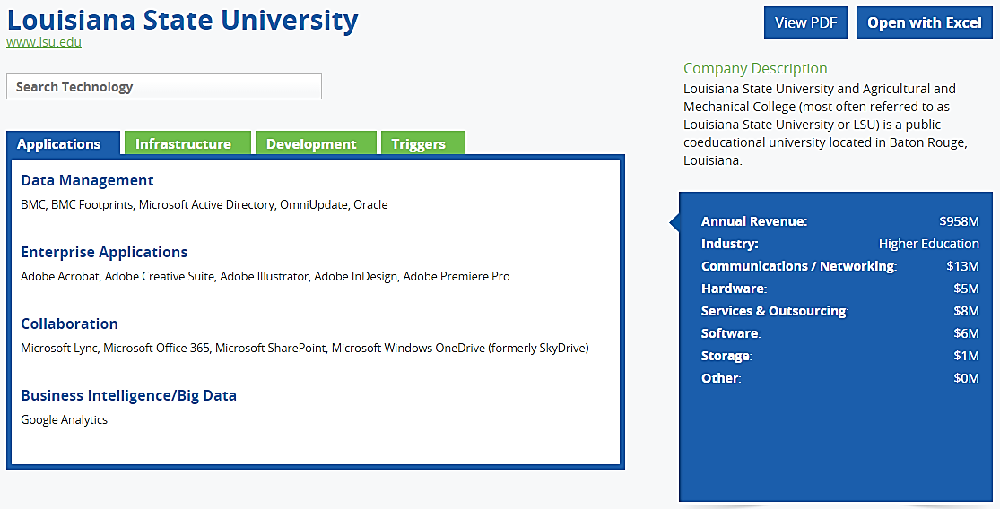 Louisiana State University
www.lsu.edu
View PDF
Open with Excel
Search Technology
Applications
Infrastructure
Development
Triggers
Data Management
BMC, BMC Footprints, Microsoft Active Directory, OmniUpdate, Oracle
Enterprise Applications
Adobe Acrobat, Adobe Creative Suite, Adobe Illustrator, Adobe InDesign, Adobe Premiere Pro
Collaboration
Microsoft Lync, Microsoft Office 365, Microsoft SharePoint, Microsoft Windows OneDrive (formerly SkyDrive)
Business Intelligence/Big Data
Google Analytics
Company Description
Louisiana State University and Agricultural and
Mechanical College (most often referred to as
Louisiana State University or LSU) is a public
coeducational university located in Baton Rouge,
Louisiana.
Annual Revenue: $958M
Industry: Higher Education
Communications / Networking: $13M
Hardware: $5M
Services & Outsourcing: $8M
Software: $6M
Storage: $1M
Other: $0M